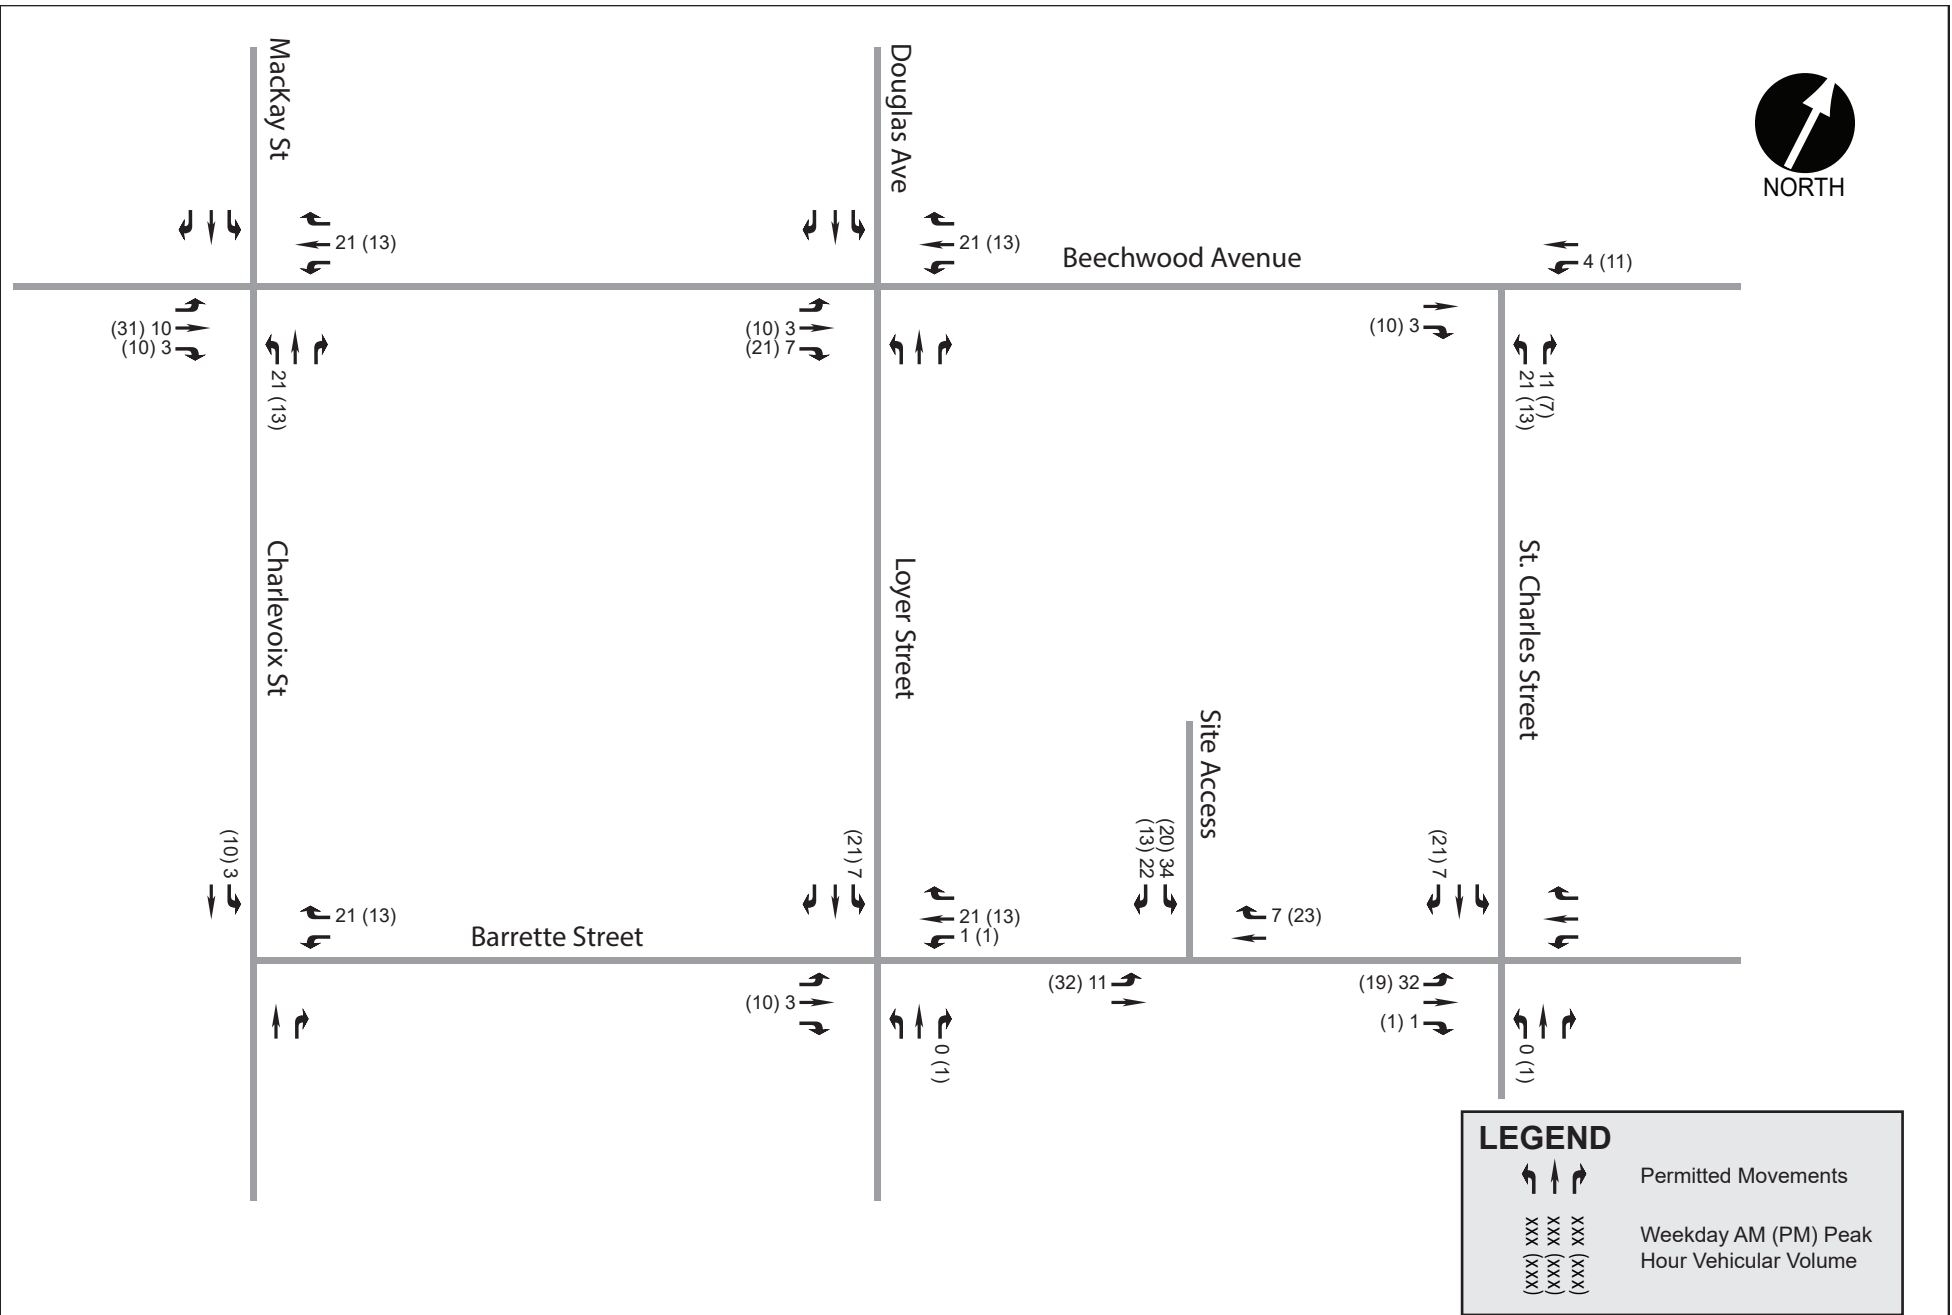 MacKay St
Douglas Ave
NORTH
21 (13)
21 (13)
Beechwood Avenue
4 (11)
(31) 10
(10) 3
21 (13)
(10) 3
(21) 7
(10) 3
11 (7)
21 (13)
Charlevoix St
Loyer Street
St. Charles Street
Site Access
(10) 3
(21) 7
(20) 34
(13) 22
(21) 7
21 (13)
Barrette Street
21 (13)
1 (1)
7 (23)
(10) 3
0 (1)
(32) 11
(19) 32
(1) 1
0 (1)
LEGEND
Permitted Movements
xxx (xxx)
xxx (xxx)
xxx (xxx)
Weekday AM (PM) Peak
Hour Vehicular Volume